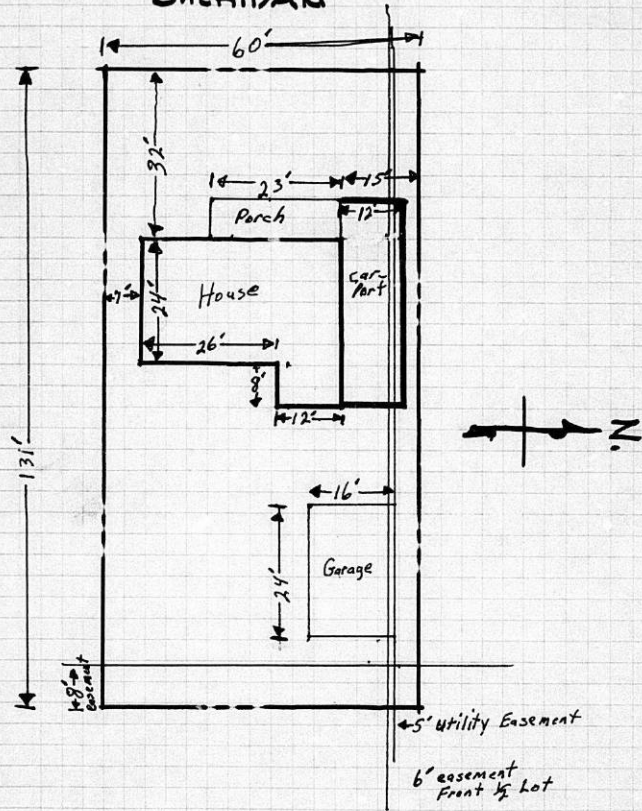 SHERIDAN
60'
32'
23'
15'
Porch
12'
House
car-
Port
7'
24'
26'
8'
12'
N.
131'
16'
Garage
24'
8'
easement
5' utility Easement
6' easement
Front ½ Lot